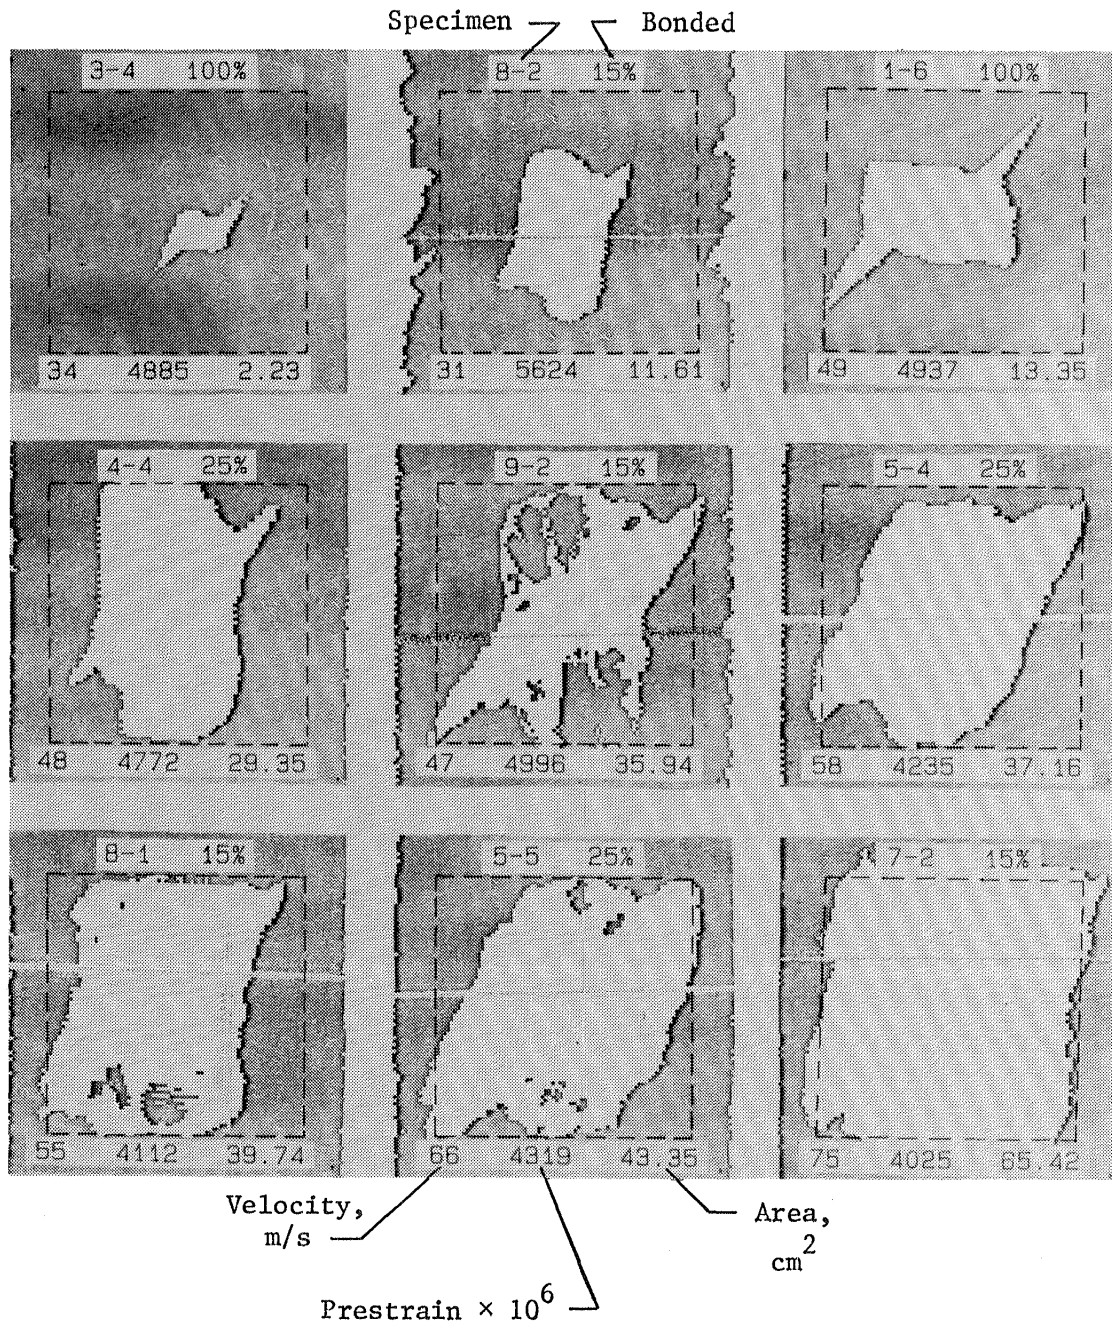 Specimen Bonded
3-4 100% 8-2 15% 1-6 100%
34 4885 2.23 31 5624 11.61 49 4937 13.35
4-4 25% 9-2 15% 5-4 25%
48 4772 29.35 47 4996 35.94 58 4235 37.16
8-1 15% 5-5 25% 7-2 15%
55 4112 39.74 66 4319 43.35 75 4025 65.42
Velocity, Area,
m/s cm2
Prestrain × 10^6